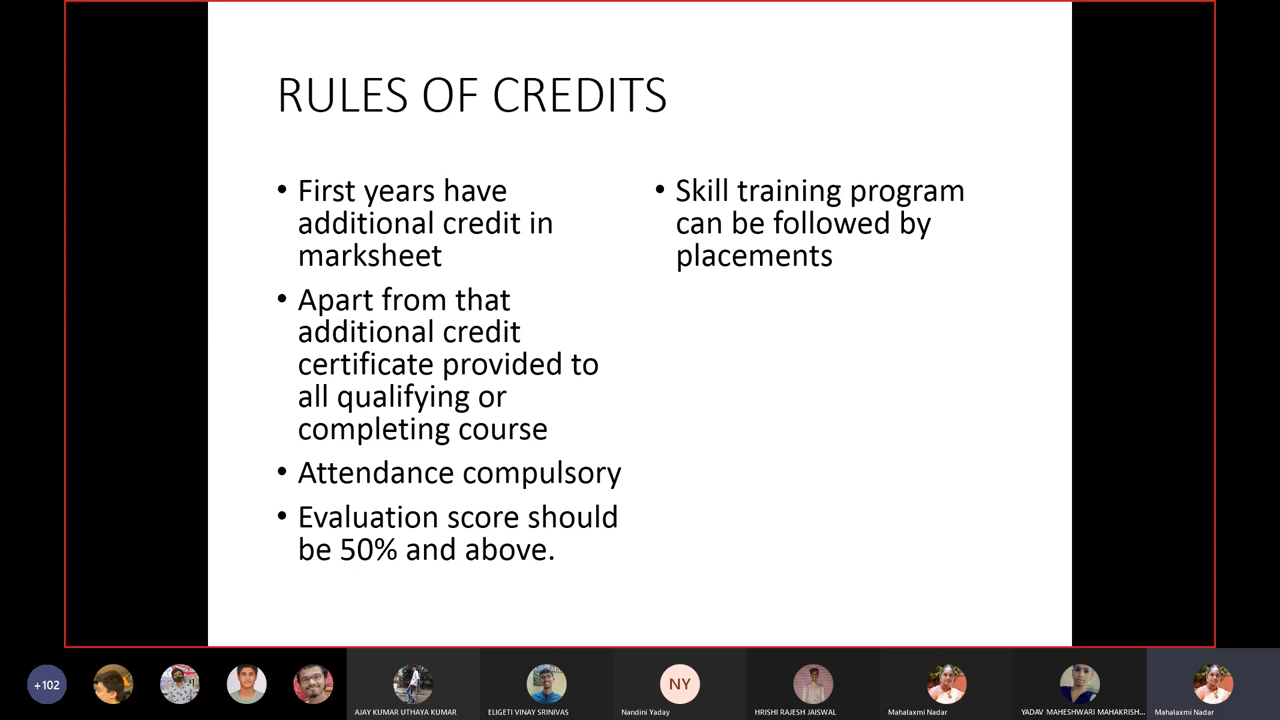 RULES OF CREDITS
• First years have
additional credit in
marksheet
• Apart from that
additional credit
certificate provided to
all qualifying or
completing course
• Attendance compulsory
• Evaluation score should
be 50% and above.
• Skill training program
can be followed by
placements
+102
AJAY KUMAR UTHAYA KUMAR
ELIGETI VINAY SRINIVAS
NY
Nandini Yadav
HRISHI RAJESH JAISWAL
Mahalaxmi Nadar
YADAV MAHESHWARI MAHAKRISH...
Mahalaxmi Nadar